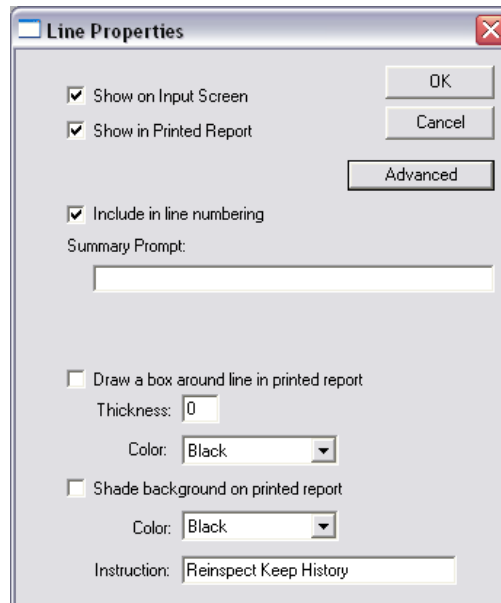 Line Properties
OK
Show on Input Screen
Cancel
Show in Printed Report
Advanced
Include in line numbering
Summary Prompt:
Draw a box around line in printed report
Thickness: 0
Color: Black
Shade background on printed report
Color: Black
Instruction: Reinspect Keep History